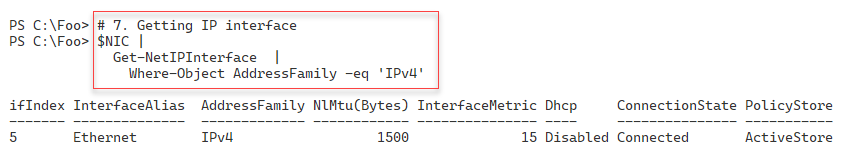 PS C:\Foo> # 7. Getting IP interface
PS C:\Foo> $NIC |
Get-NetIPInterface |
Where-Object AddressFamily -eq 'IPv4'
ifIndex InterfaceAlias AddressFamily NlMtu(Bytes) InterfaceMetric Dhcp ConnectionState PolicyStore
------- -------------- ------------- ------------ --------------- ---- --------------- -----------
5 Ethernet IPv4 1500 15 Disabled Connected ActiveStore